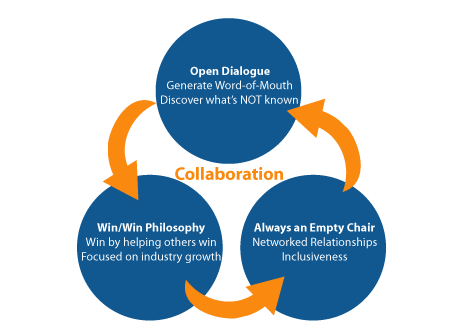 Open Dialogue
Generate Word-of-Mouth
Discover what's NOT known
Collaboration
Win/Win Philosophy
Win by helping others win
Focused on industry growth
Always an Empty Chair
Networked Relationships
Inclusiveness